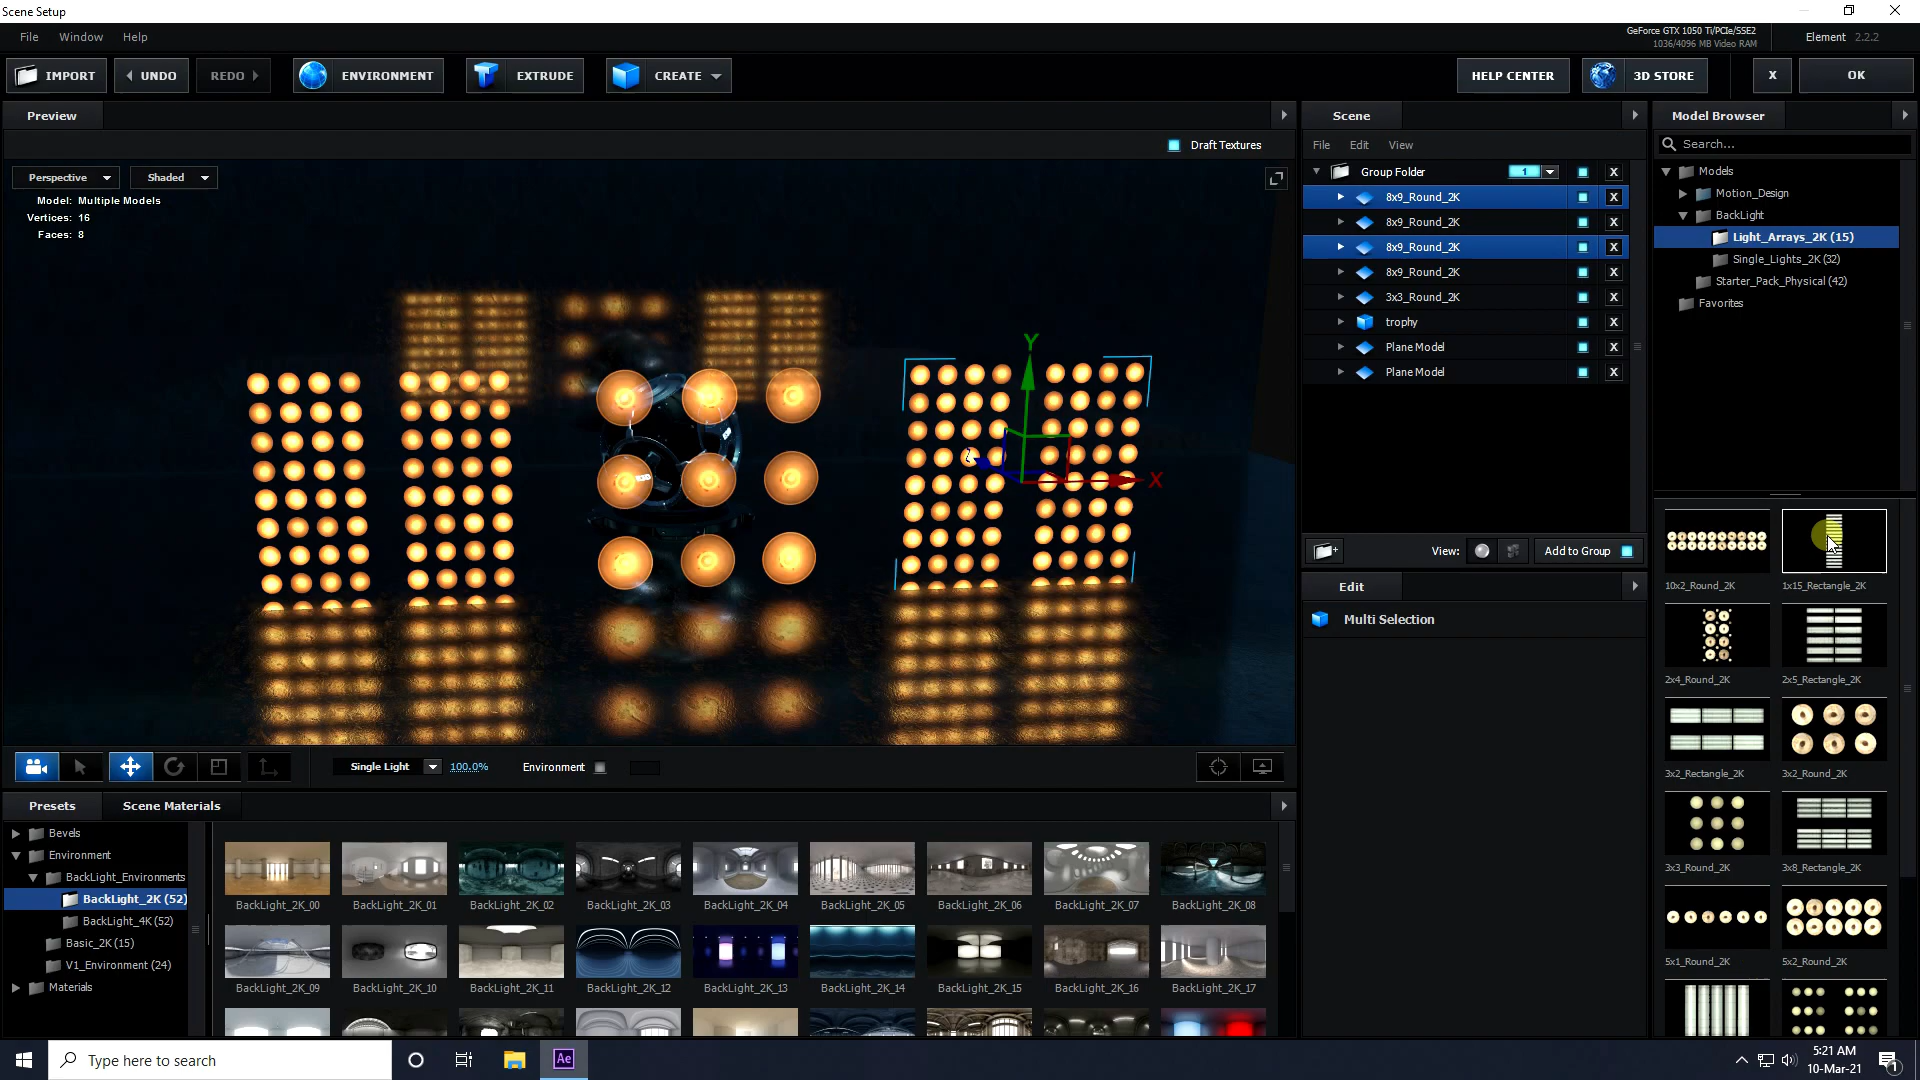 Scene Setup
File Window Help
GeForce GTX 1050 Ti/PCIe/SSE2
1036/4096 MB Video RAM
Element 2.2.2
IMPORT UNDO REDO ENVIRONMENT EXTRUDE CREATE HELP CENTER 3D STORE X OK
Preview
Draft Textures
Perspective Shaded
Model: Multiple Models
Vertices: 16
Faces: 8
Y
X
Single Light 100.0% Environment
Scene
File Edit View
Group Folder 1 X
8x9_Round_2K X
8x9_Round_2K X
8x9_Round_2K X
8x9_Round_2K X
3x3_Round_2K X
trophy X
Plane Model X
Plane Model X
View: Add to Group
Edit
Multi Selection
Model Browser
Search...
Models
Motion_Design
BackLight
Light_Arrays_2K (15)
Single_Lights_2K (32)
Starter_Pack_Physical (42)
Favorites
10x2_Round_2K 1x15_Rectangle_2K
2x4_Round_2K 2x5_Rectangle_2K
3x2_Rectangle_2K 3x2_Round_2K
3x3_Round_2K 3x8_Rectangle_2K
5x1_Round_2K 5x2_Round_2K
Presets Scene Materials
Bevels
Environment
BackLight_Environments
BackLight_2K (52)
BackLight_4K (52)
Basic_2K (15)
V1_Environment (24)
Materials
BackLight_2K_00 BackLight_2K_01 BackLight_2K_02 BackLight_2K_03 BackLight_2K_04 BackLight_2K_05 BackLight_2K_06 BackLight_2K_07 BackLight_2K_08
BackLight_2K_09 BackLight_2K_10 BackLight_2K_11 BackLight_2K_12 BackLight_2K_13 BackLight_2K_14 BackLight_2K_15 BackLight_2K_16 BackLight_2K_17
Type here to search
Ae
5:21 AM
10-Mar-21
1